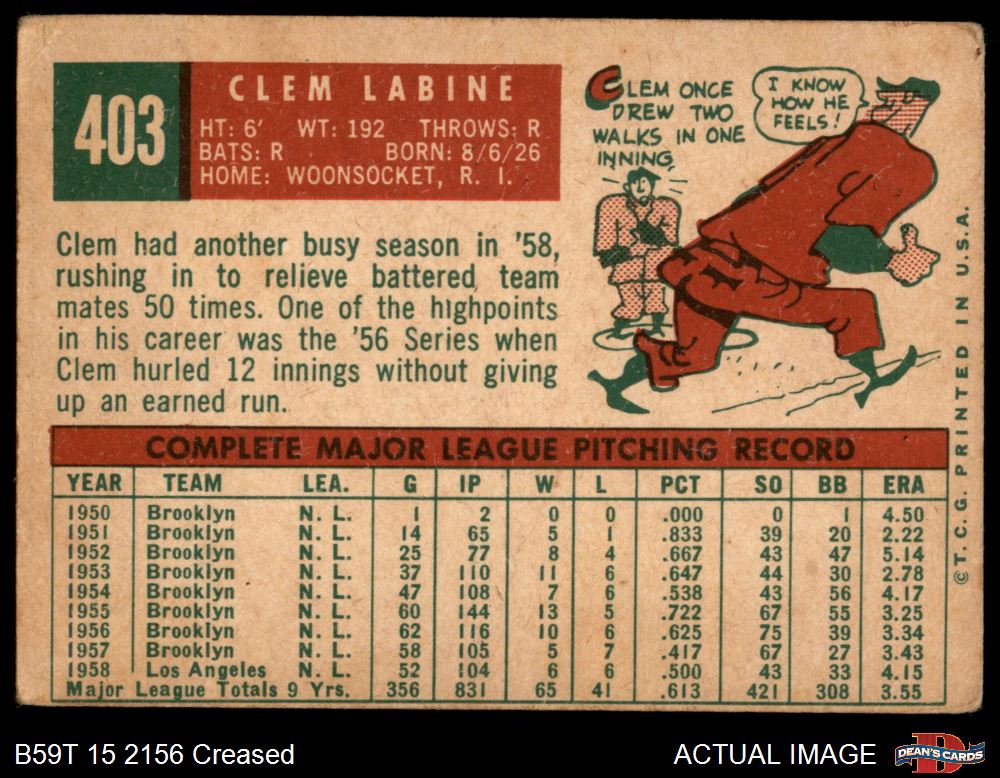 403
CLEM LABINE
HT: 6' WT: 192 THROWS: R
BATS: R BORN: 8/6/26
HOME: WOONSOCKET, R. I.
CLEM ONCE
DREW TWO
WALKS IN ONE
INNING
I KNOW
HOW HE
FEELS!
Clem had another busy season in '58,
rushing in to relieve battered team
mates 50 times. One of the highpoints
in his career was the '56 Series when
Clem hurled 12 innings without giving
up an earned run.
COMPLETE MAJOR LEAGUE PITCHING RECORD
YEAR TEAM LEA. G IP W L PCT SO BB ERA
1950 Brooklyn N. L. 1 2 0 0 .000 0 1 4.50
1951 Brooklyn N. L. 14 65 5 1 .833 39 20 2.22
1952 Brooklyn N. L. 25 77 8 4 .667 43 47 5.14
1953 Brooklyn N. L. 37 110 11 6 .647 44 30 2.78
1954 Brooklyn N. L. 47 108 7 6 .538 43 56 4.17
1955 Brooklyn N. L. 60 144 13 5 .722 67 55 3.25
1956 Brooklyn N. L. 62 116 10 6 .625 75 39 3.34
1957 Brooklyn N. L. 58 105 5 7 .417 67 27 3.43
1958 Los Angeles N. L. 52 104 6 6 .500 43 33 4.15
Major League Totals 9 Yrs. 356 831 65 41 .613 421 308 3.55
© T. C. G. PRINTED IN U.S.A.
B59T 15 2156 Creased
ACTUAL IMAGE
D
DEAN'S CARDS